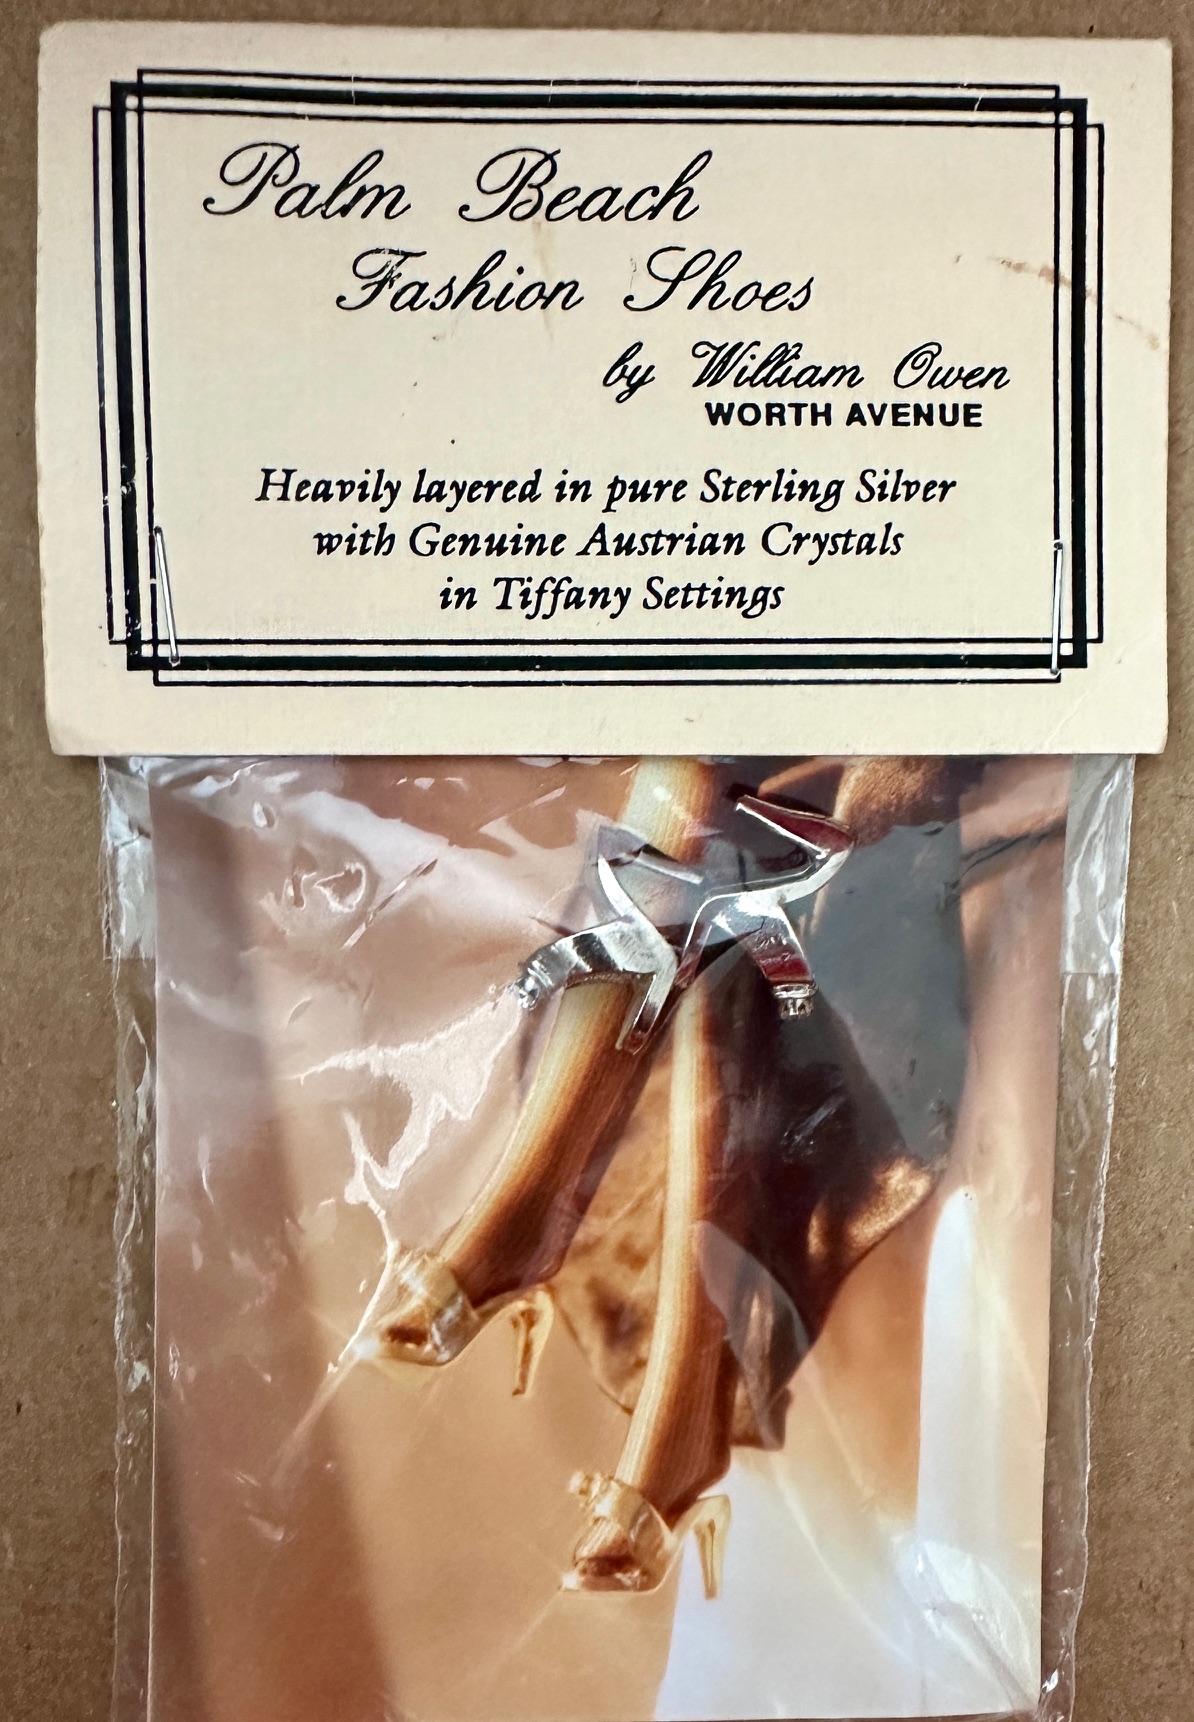 Palm Beach
Fashion Shoes
by William Owen
WORTH AVENUE
Heavily layered in pure Sterling Silver
with Genuine Austrian Crystals
in Tiffany Settings